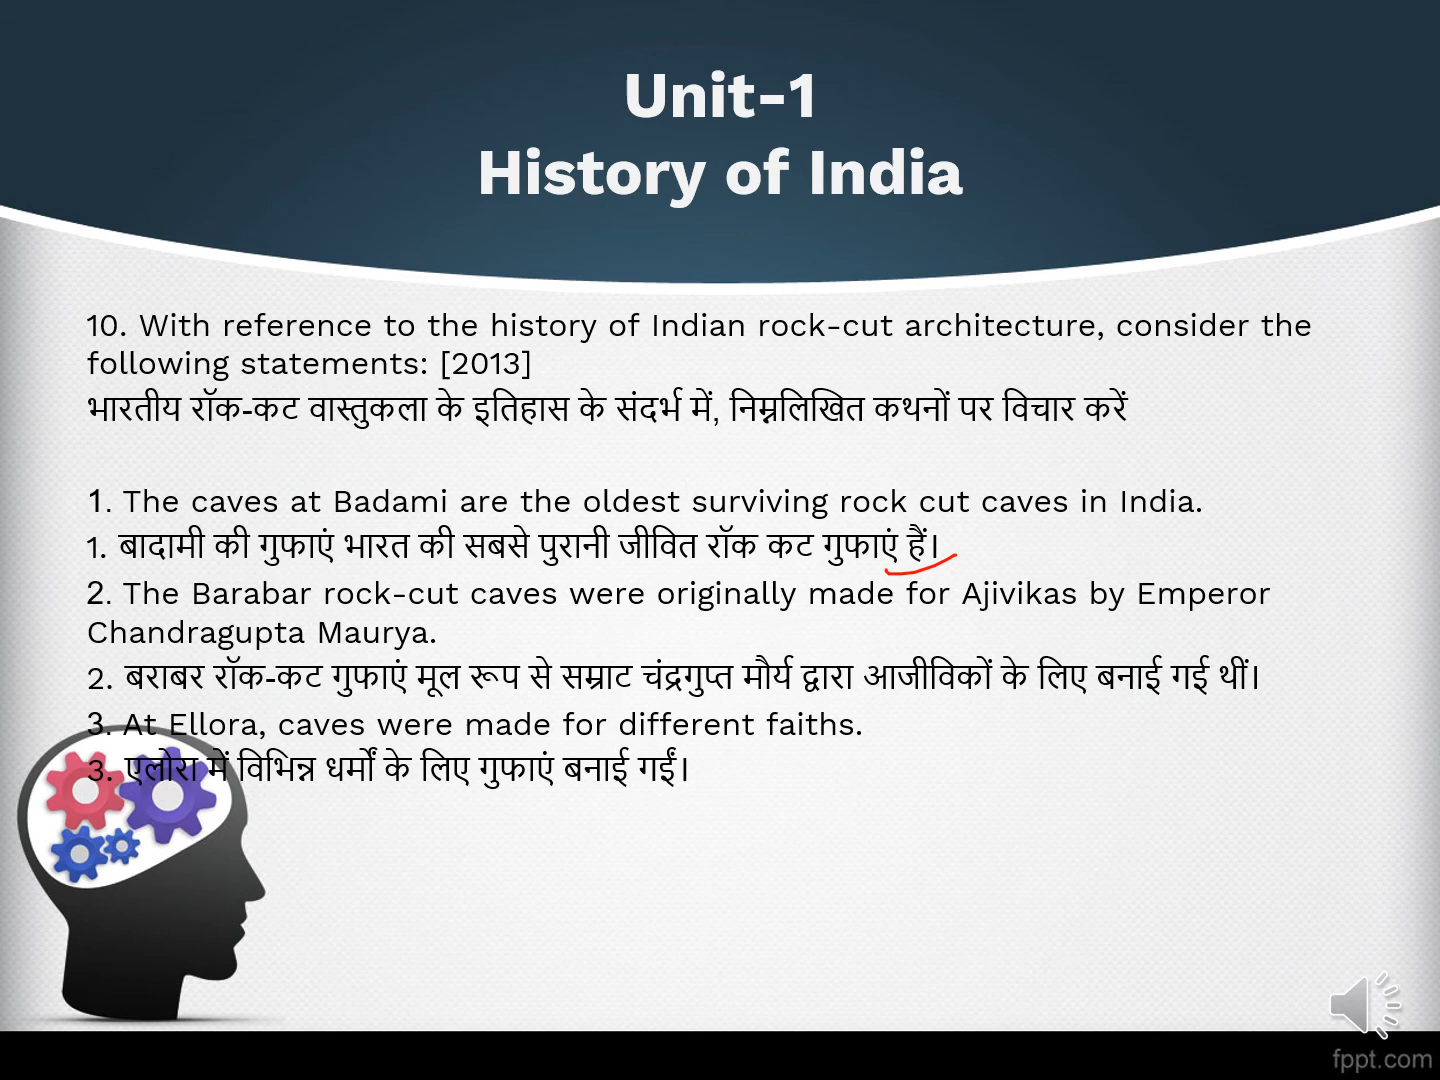 Unit-1
History of India
10. With reference to the history of Indian rock-cut architecture, consider the
following statements: [2013]
भारतीय रॉक-कट वास्तुकला के इतिहास के संदर्भ में, निम्नलिखित कथनों पर विचार करें
1. The caves at Badami are the oldest surviving rock cut caves in India.
1. बादामी की गुफाएं भारत की सबसे पुरानी जीवित रॉक कट गुफाएं हैं।
2. The Barabar rock-cut caves were originally made for Ajivikas by Emperor
Chandragupta Maurya.
2. बराबर रॉक-कट गुफाएं मूल रूप से सम्राट चंद्रगुप्त मौर्य द्वारा आजीविकों के लिए बनाई गई थीं।
3. At Ellora, caves were made for different faiths.
3. एलोरा में विभिन्न धर्मों के लिए गुफाएं बनाई गईं।
fppt.com